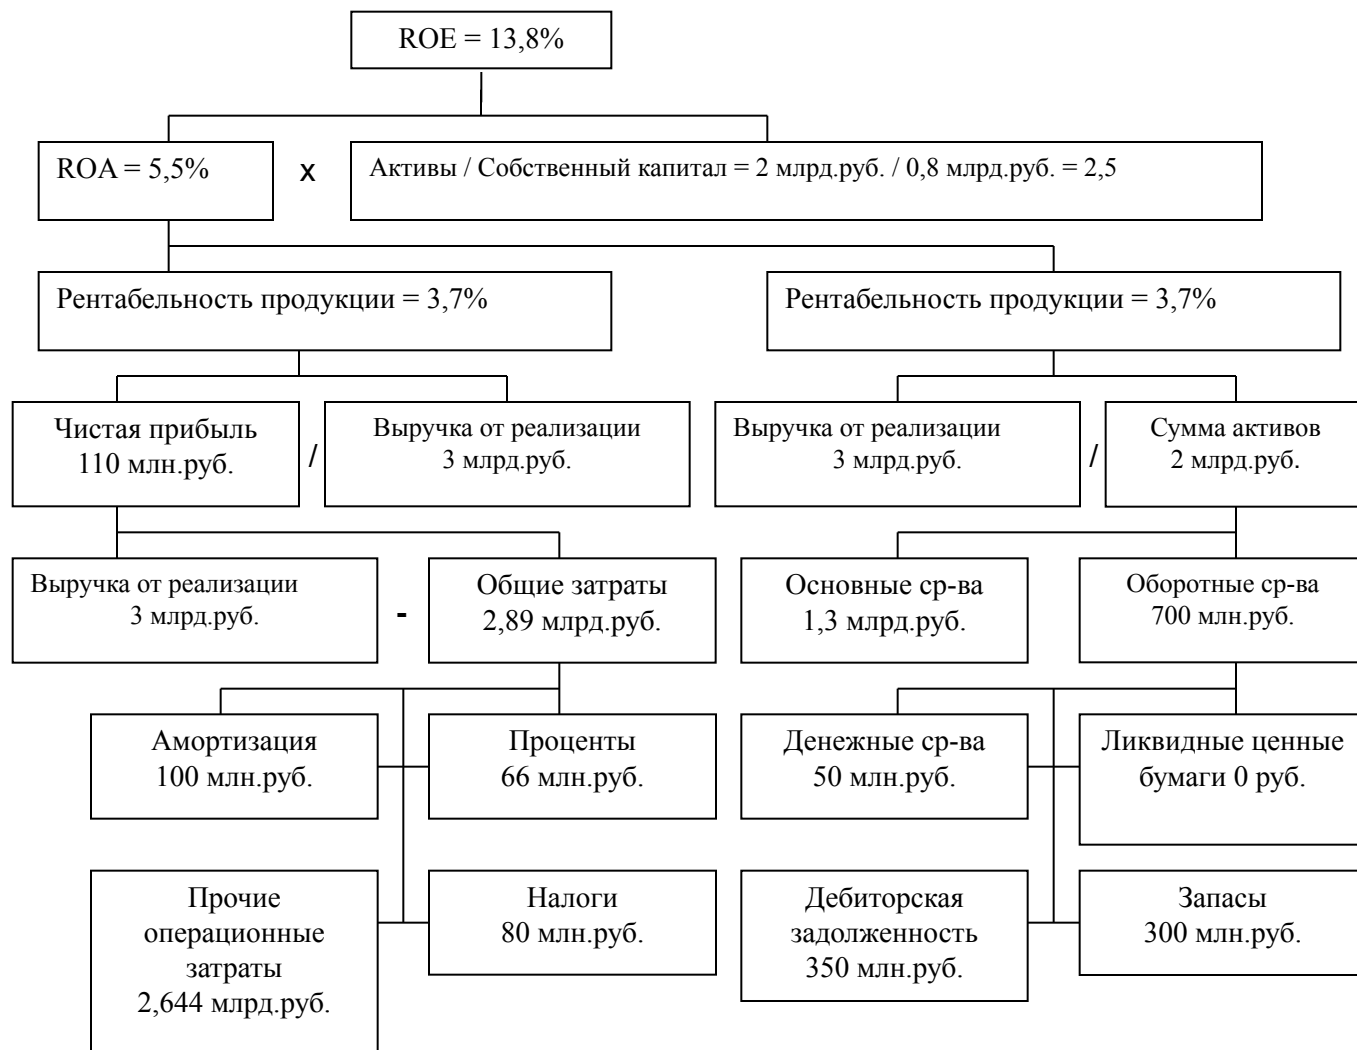 ROE = 13,8%
ROA = 5,5%
x
Активы / Собственный капитал = 2 млрд.руб. / 0,8 млрд.руб. = 2,5
Рентабельность продукции = 3,7%
Рентабельность продукции = 3,7%
Чистая прибыль
110 млн.руб.
/
Выручка от реализации
3 млрд.руб.
Выручка от реализации
3 млрд.руб.
/
Сумма активов
2 млрд.руб.
Выручка от реализации
3 млрд.руб.
-
Общие затраты
2,89 млрд.руб.
Основные ср-ва
1,3 млрд.руб.
Оборотные ср-ва
700 млн.руб.
Амортизация
100 млн.руб.
Проценты
66 млн.руб.
Денежные ср-ва
50 млн.руб.
Ликвидные ценные
бумаги 0 руб.
Прочие
операционные
затраты
2,644 млрд.руб.
Налоги
80 млн.руб.
Дебиторская
задолженность
350 млн.руб.
Запасы
300 млн.руб.